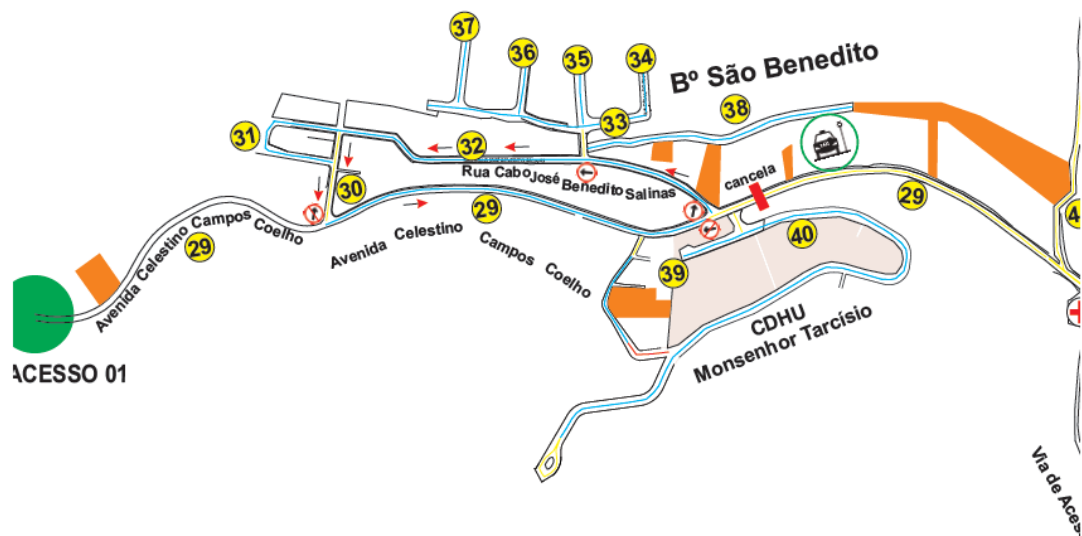 37
36
35
34
Bº São Benedito
38
33
31
32
Rua Cabo José Benedito Salinas
cancela
30
29
29
29
40
Avenida Celestino Campos Coelho
Avenida Celestino Campos Coelho
39
CDHU
Monsenhor Tarcísio
ACESSO 01
Via de Aces